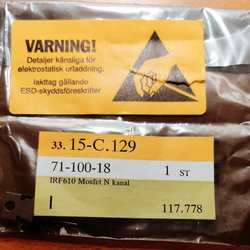 VARNING!
Detaljer känsliga för
elektrostatisk urladdning.
Iakttag gällande
ESD-skyddsföreskrifter
33. 15-C.129
71-100-18 1 ST
IRF610 Mosfet N kanal
117.778